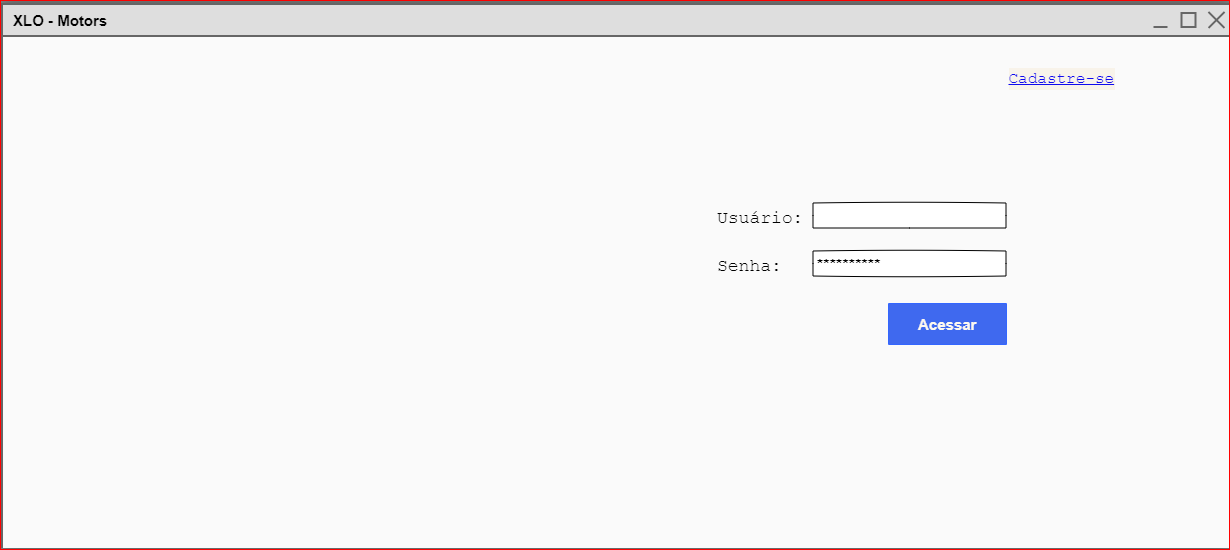 XLO - Motors
Cadastre-se
Usuário:
Senha: **********
Acessar